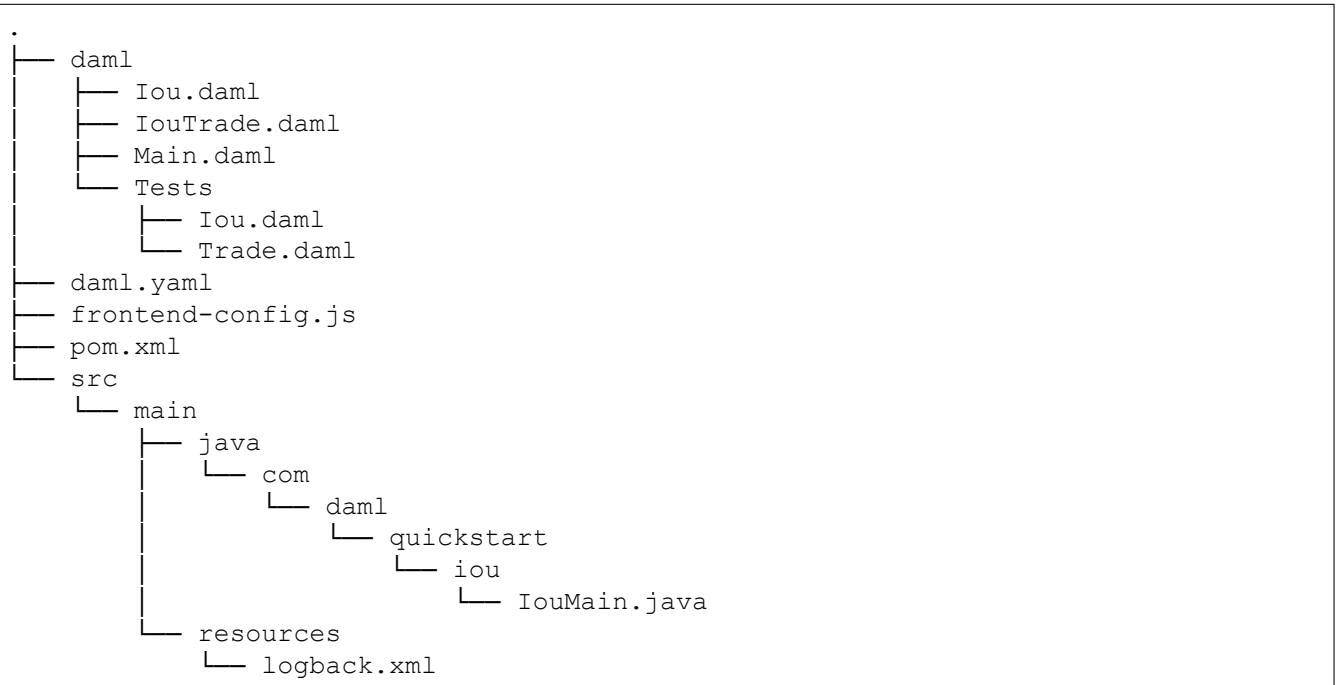 .
├── daml
│   ├── Iou.daml
│   ├── IouTrade.daml
│   ├── Main.daml
│   └── Tests
│       ├── Iou.daml
│       └── Trade.daml
├── daml.yaml
├── frontend-config.js
├── pom.xml
└── src
    └── main
        ├── java
        │   └── com
        │       └── daml
        │           └── quickstart
        │               └── iou
        │                   └── IouMain.java
        └── resources
            └── logback.xml